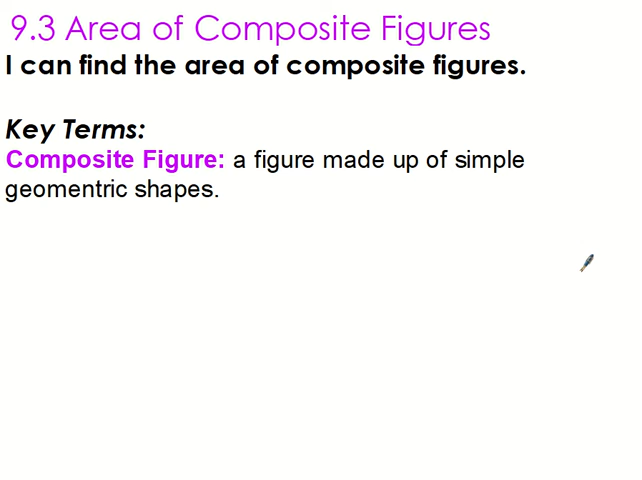 9.3 Area of Composite Figures
I can find the area of composite figures.
Key Terms:
Composite Figure: a figure made up of simple
geomentric shapes.